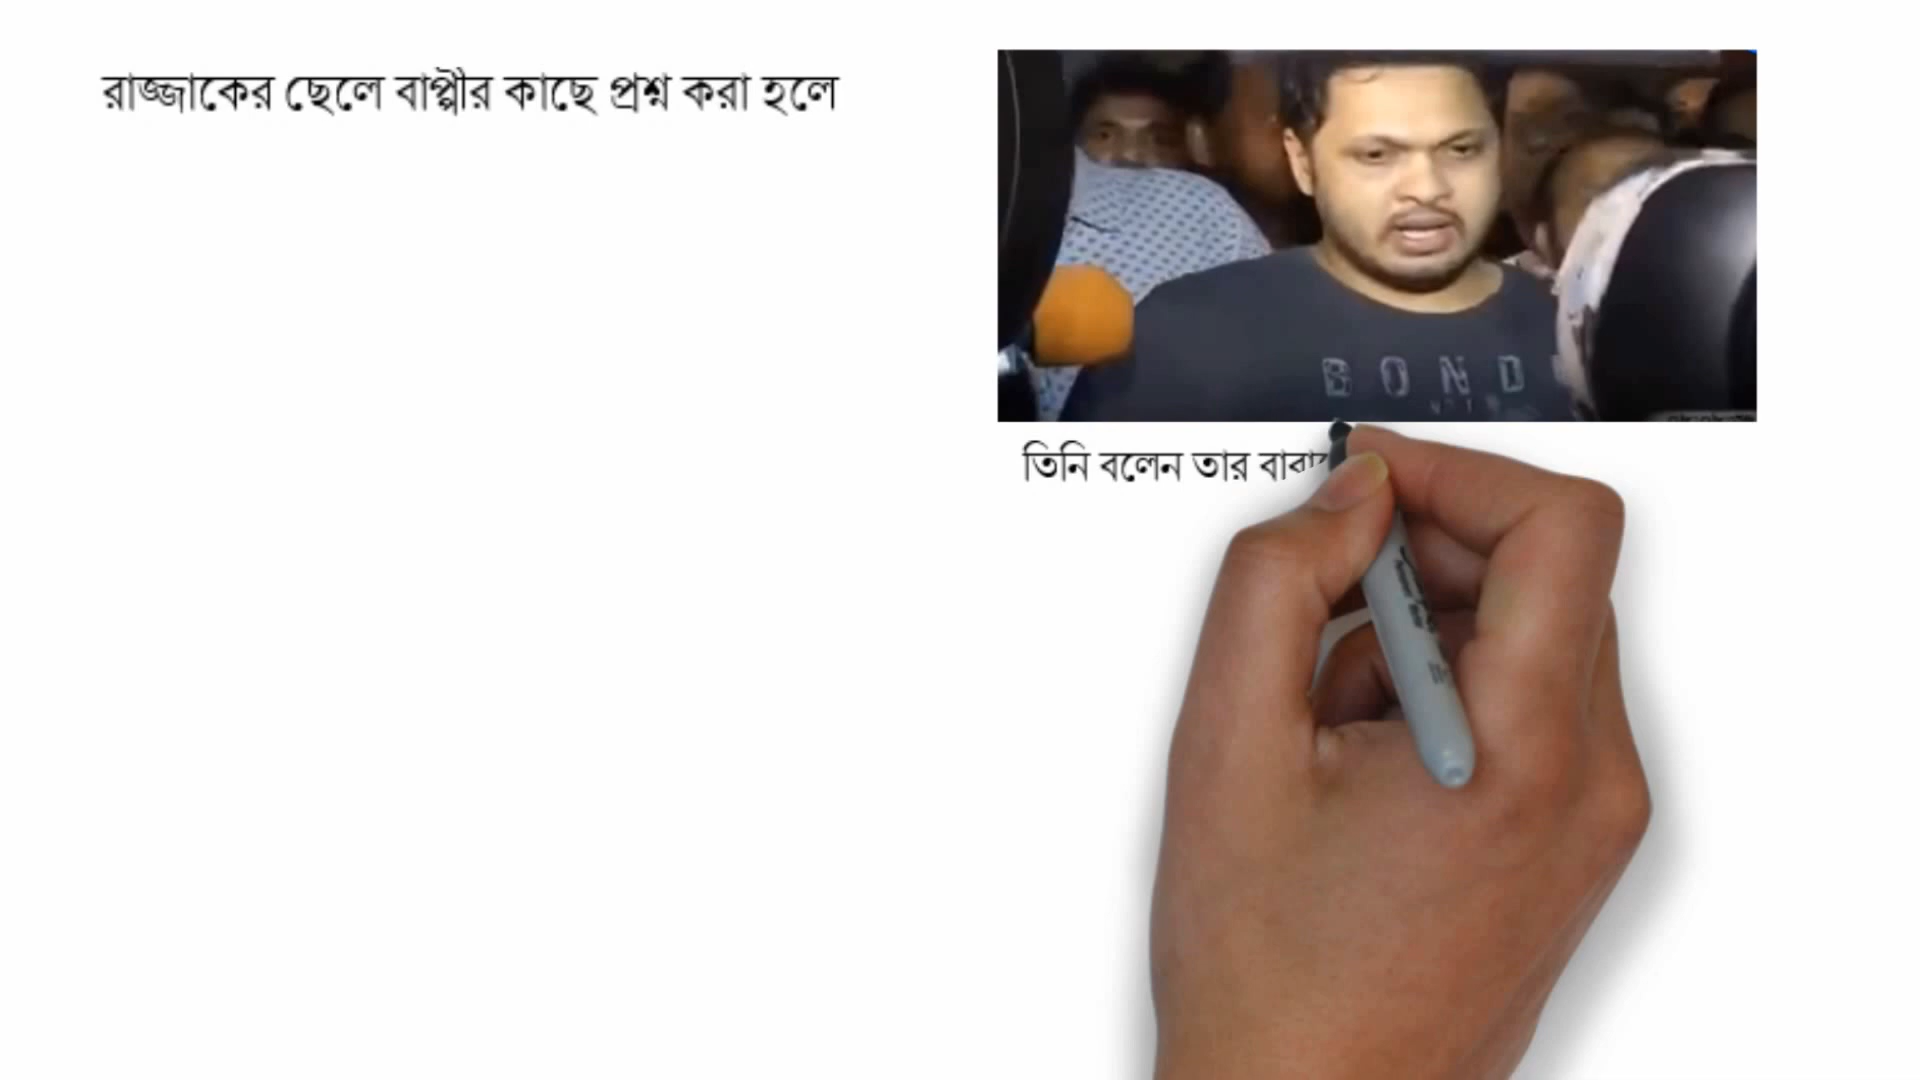 রাজ্জাকের ছেলে বাপ্পীর কাছে প্রশ্ন করা হলে
BOND
তিনি বলেন তার